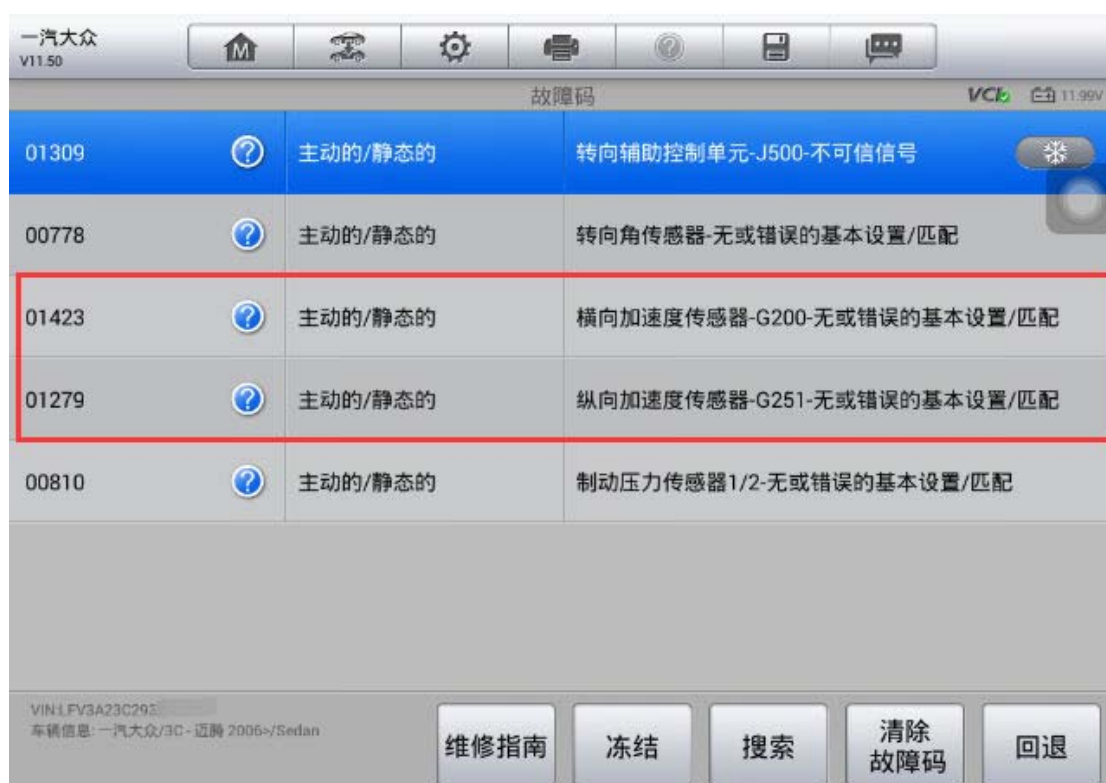 一汽大众
V11.50
M
故障码
VCI 11.99V
01309 主动的/静态的 转向辅助控制单元-J500-不可信信号
00778 主动的/静态的 转向角传感器-无或错误的基本设置/匹配
01423 主动的/静态的 横向加速度传感器-G200-无或错误的基本设置/匹配
01279 主动的/静态的 纵向加速度传感器-G251-无或错误的基本设置/匹配
00810 主动的/静态的 制动压力传感器1/2-无或错误的基本设置/匹配
VIN:LFV3A23C293
车辆信息:一汽大众/3C-迈腾 2006>/Sedan
维修指南
冻结
搜索
清除
故障码
回退